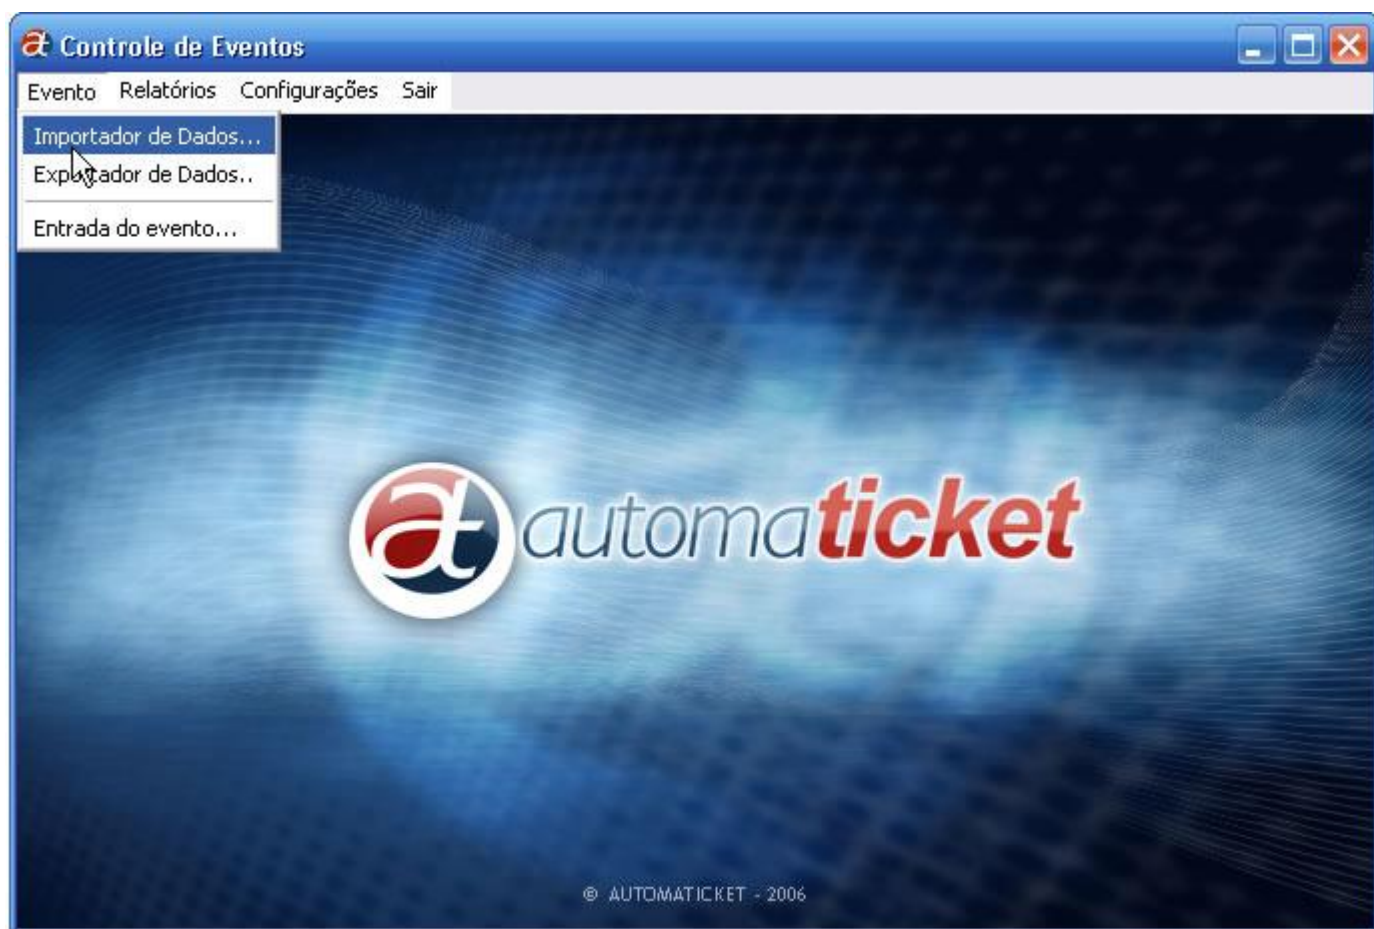 Controle de Eventos
Evento Relatórios Configurações Sair
Importador de Dados...
Exportador de Dados..
Entrada do evento...
at automaticket
© AUTOMATICKET - 2006